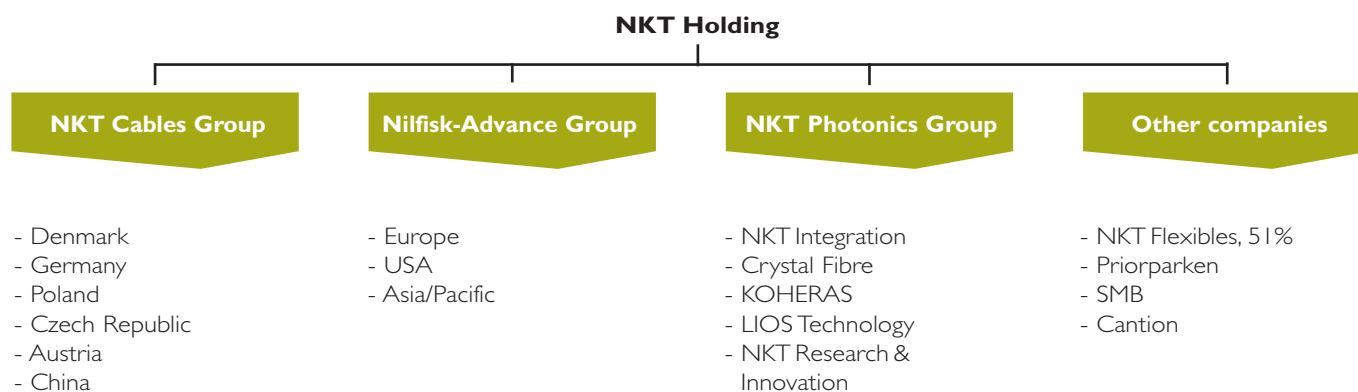 NKT Holding
NKT Cables Group
Nilfisk-Advance Group
NKT Photonics Group
Other companies
- Denmark
- Germany
- Poland
- Czech Republic
- Austria
- China
- Europe
- USA
- Asia/Pacific
- NKT Integration
- Crystal Fibre
- KOHERAS
- LIOS Technology
- NKT Research &
Innovation
- NKT Flexibles, 51%
- Priorparken
- SMB
- Cantion